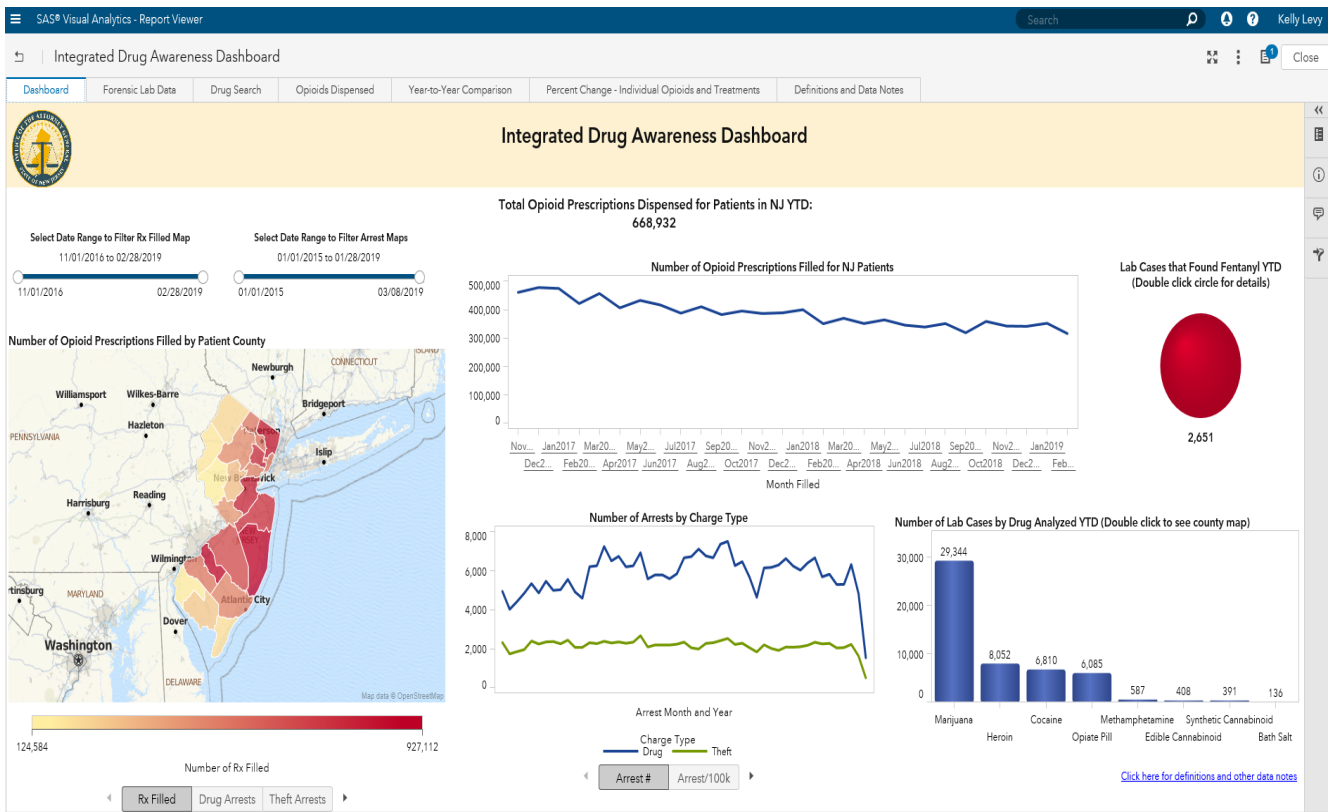 SAS® Visual Analytics - Report Viewer
Search
Kelly Levy
Integrated Drug Awareness Dashboard
1
Close
Dashboard
Forensic Lab Data
Drug Search
Opioids Dispensed
Year-to-Year Comparison
Percent Change - Individual Opioids and Treatments
Definitions and Data Notes
Integrated Drug Awareness Dashboard
Total Opioid Prescriptions Dispensed for Patients in NJ YTD:
668,932
Select Date Range to Filter Rx Filled Map
11/01/2016 to 02/28/2019
11/01/2016
02/28/2019
Select Date Range to Filter Arrest Maps
01/01/2015 to 01/28/2019
01/01/2015
03/08/2019
Number of Opioid Prescriptions Filled by Patient County
Newburgh
CONNECTICUT
Williamsport
Wilkes-Barre
Bridgeport
Hazleton
PENNSYLVANIA
Islip
Reading
Harrisburg
Wilmington
MARYLAND
Atlantic City
Dover
Washington
DELAWARE
Map data © OpenStreetMap
124,584
927,112
Number of Rx Filled
Rx Filled
Drug Arrests
Theft Arrests
Number of Opioid Prescriptions Filled for NJ Patients
500,000
400,000
300,000
200,000
100,000
0
Nov... Jan2017 Mar20... May2... Jul2017 Sep20... Nov2... Jan2018 Mar20... May2... Jul2018 Sep20... Nov2... Jan2019
Dec2... Feb20... Apr2017 Jun2017 Aug2... Oct2017 Dec2... Feb20... Apr2018 Jun2018 Aug2... Oct2018 Dec2... Feb...
Month Filled
Lab Cases that Found Fentanyl YTD
(Double click circle for details)
2,651
Number of Arrests by Charge Type
8,000
6,000
4,000
2,000
0
Arrest Month and Year
Charge Type
Drug
Theft
Arrest #
Arrest/100k
Number of Lab Cases by Drug Analyzed YTD (Double click to see county map)
30,000
20,000
10,000
0
29,344
8,052
6,810
6,085
587
408
391
136
Marijuana
Heroin
Cocaine
Opiate Pill
Methamphetamine
Edible Cannabinoid
Synthetic Cannabinoid
Bath Salt
Click here for definitions and other data notes